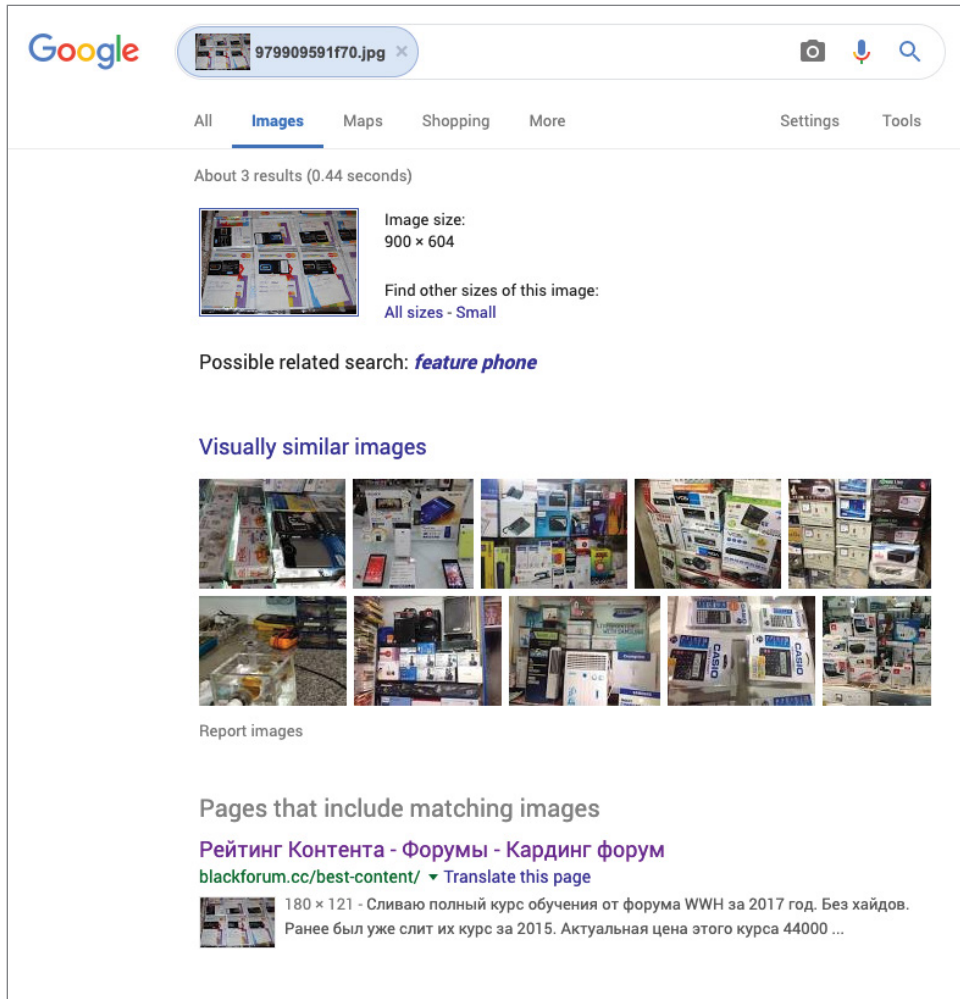 Google
979909591f70.jpg ×
All Images Maps Shopping More Settings Tools
About 3 results (0.44 seconds)
Image size:
900 × 604
Find other sizes of this image:
All sizes - Small
Possible related search: feature phone
Visually similar images
SONY
CASIO
CASIO
Report images
Pages that include matching images
Рейтинг Контента - Форумы - Кардинг форум
blackforum.cc/best-content/ ▾ Translate this page
180 × 121 - Сливаю полный курс обучения от форума WWH за 2017 год. Без хайдов.
Ранее был уже слит их курс за 2015. Актуальная цена этого курса 44000 ...